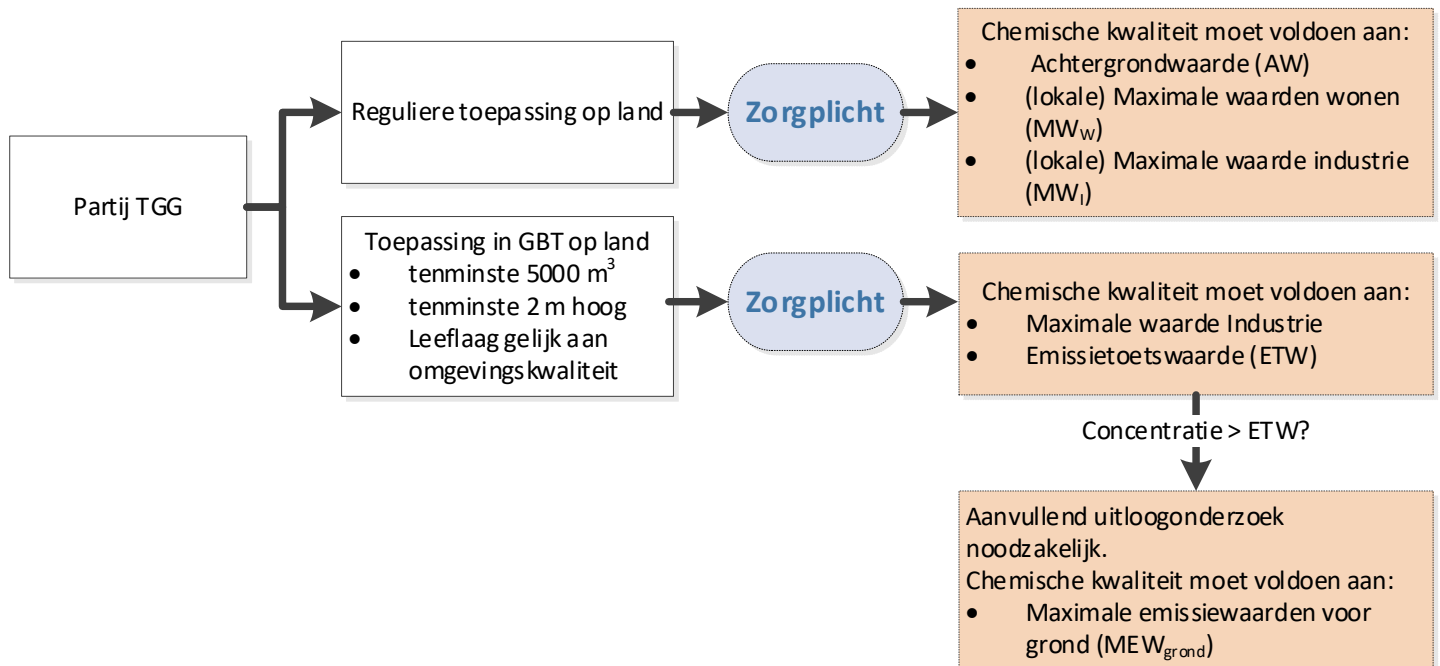 Partij TGG
Reguliere toepassing op land
Zorgplicht
Chemische kwaliteit moet voldoen aan:
• Achtergrondwaarde (AW)
• (lokale) Maximale waarden wonen
(MW_W)
• (lokale) Maximale waarde industrie
(MW_I)
Toepassing in GBT op land
• tenminste 5000 m³
• tenminste 2 m hoog
• Leeflaag gelijk aan
omgevingskwaliteit
Zorgplicht
Chemische kwaliteit moet voldoen aan:
• Maximale waarde Industrie
• Emissietoetswaarde (ETW)
Concentratie > ETW?
Aanvullend uitloogonderzoek
noodzakelijk.
Chemische kwaliteit moet voldoen aan:
• Maximale emissiewaarden voor
grond (MEW_grond)